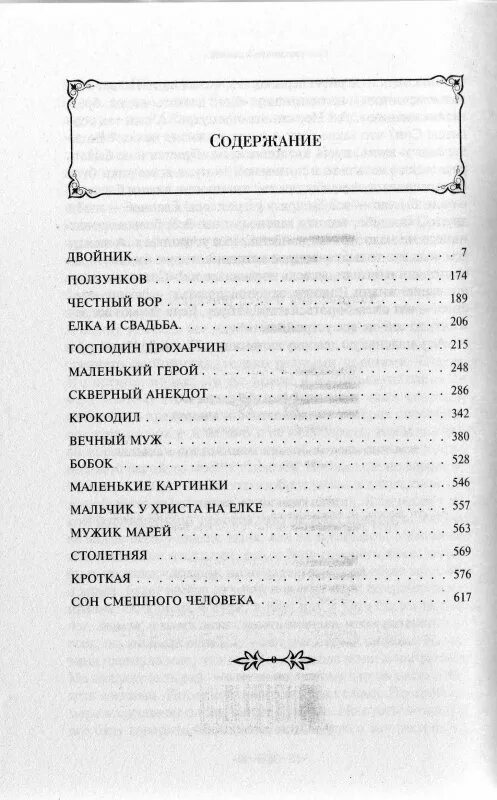 СОДЕРЖАНИЕ
ДВОЙНИК. 7
ПОЛЗУНКОВ 174
ЧЕСТНЫЙ ВОР 189
ЕЛКА И СВАДЬБА. 206
ГОСПОДИН ПРОХАРЧИН 215
МАЛЕНЬКИЙ ГЕРОЙ 248
СКВЕРНЫЙ АНЕКДОТ 286
КРОКОДИЛ 342
ВЕЧНЫЙ МУЖ 380
БОБОК 528
МАЛЕНЬКИЕ КАРТИНКИ 546
МАЛЬЧИК У ХРИСТА НА ЕЛКЕ 557
МУЖИК МАРЕЙ 563
СТОЛЕТНЯЯ 569
КРОТКАЯ 576
СОН СМЕШНОГО ЧЕЛОВЕКА 617